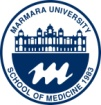 MARMARA UNIVERSITY
SCHOOL OF MEDICINE 1983